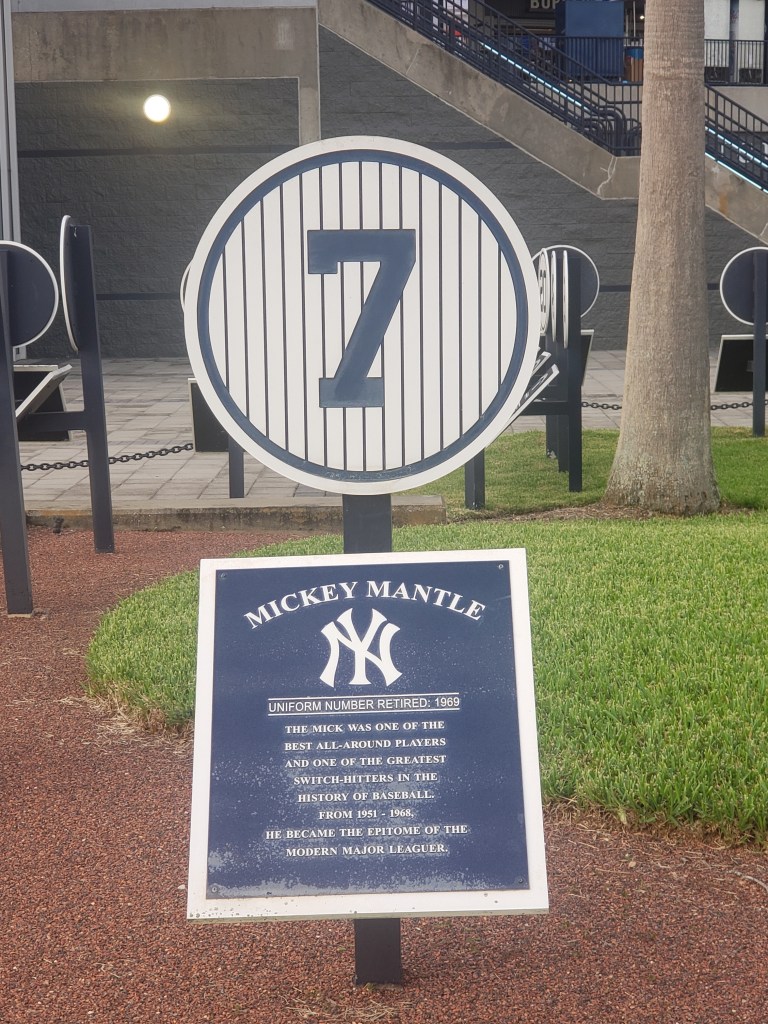 7
MICKEY MANTLE
NY
UNIFORM NUMBER RETIRED: 1969
THE MICK WAS ONE OF THE
BEST ALL-AROUND PLAYERS
AND ONE OF THE GREATEST
SWITCH-HITTERS IN THE
HISTORY OF BASEBALL.
FROM 1951 - 1968,
HE BECAME THE EPITOME OF THE
MODERN MAJOR LEAGUER.